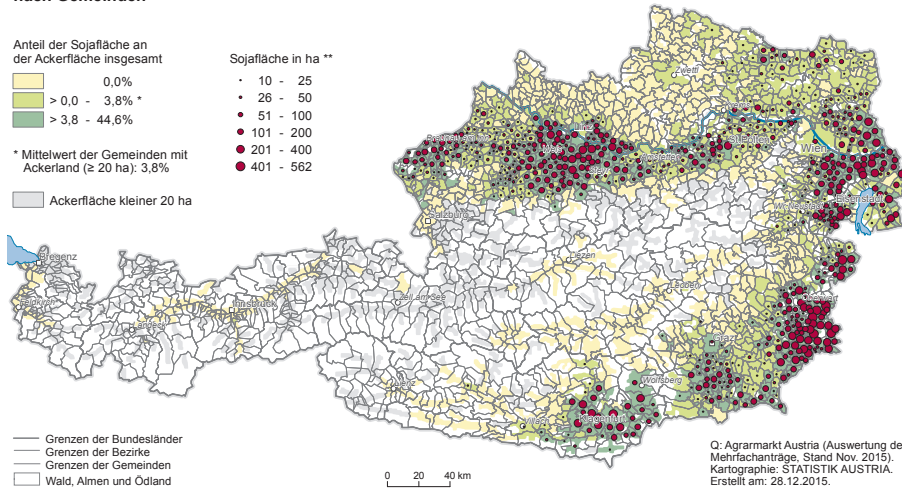 nach Gemeinden
Anteil der Sojafläche an
der Ackerfläche insgesamt
0,0%
> 0,0 - 3,8% *
> 3,8 - 44,6%
* Mittelwert der Gemeinden mit
Ackerland (≥ 20 ha): 3,8%
Ackerfläche kleiner 20 ha
Sojafläche in ha **
10 - 25
26 - 50
51 - 100
101 - 200
201 - 400
401 - 562
Zwettl
Krems
Linz
Braunau am Inn
Wels
Steyr
Amstetten
St.Pölten
Wien
Eisenstadt
Wr. Neustadt
Salzburg
Bregenz
Feldkirch
Landeck
Innsbruck
Zell am See
Liezen
Leoben
Oberwart
Graz
Wolfsberg
Lienz
Villach
Klagenfurt
Grenzen der Bundesländer
Grenzen der Bezirke
Grenzen der Gemeinden
Wald, Almen und Ödland
0 20 40 km
Q: Agrarmarkt Austria (Auswertung de
Mehrfachanträge, Stand Nov. 2015).
Kartographie: STATISTIK AUSTRIA.
Erstellt am: 28.12.2015.